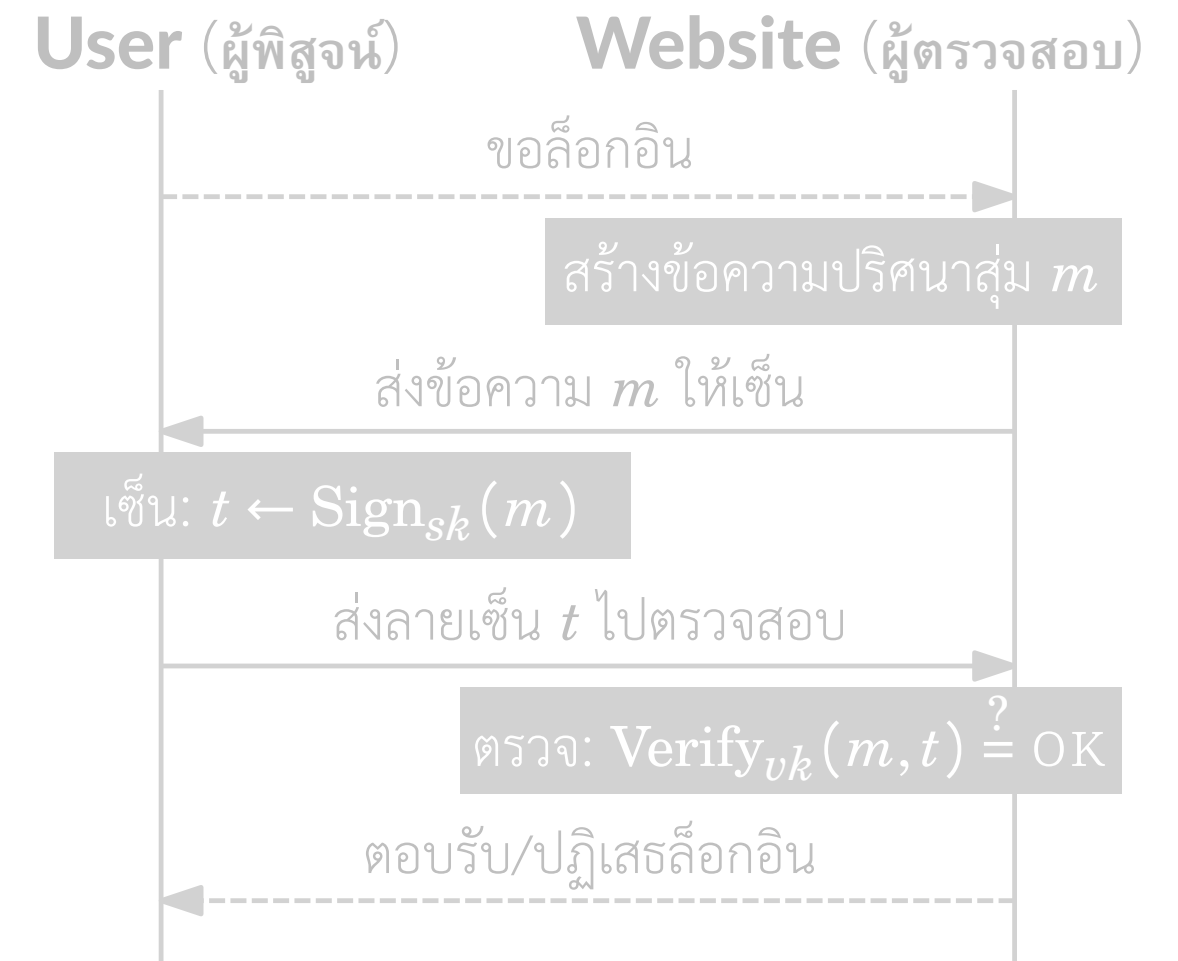 User (ผู้พิสูจน์) Website (ผู้ตรวจสอบ)
ขอล็อกอิน
สร้างข้อความปริศนาสุ่ม m
ส่งข้อความ m ให้เซ็น
เซ็น: t ← Sign_sk(m)
ส่งลายเซ็น t ไปตรวจสอบ
ตรวจ: Verify_vk(m, t) ≟ OK
ตอบรับ/ปฏิเสธล็อกอิน